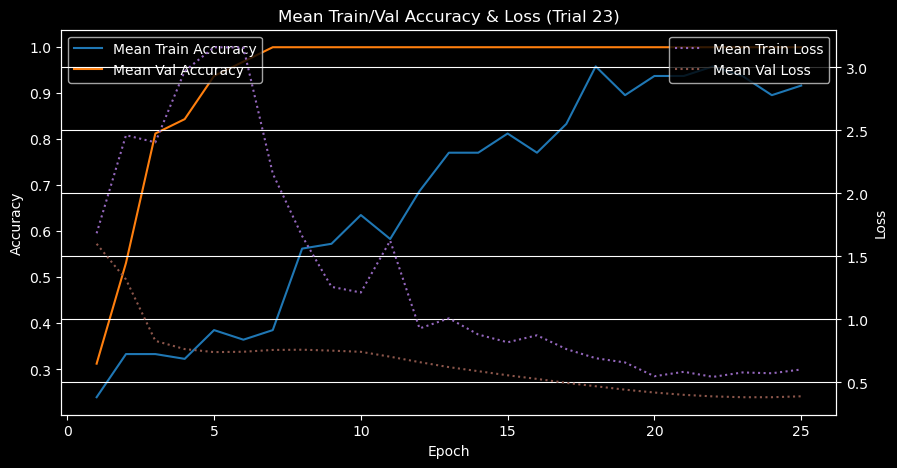 Mean Train/Val Accuracy & Loss (Trial 23)
Mean Train Accuracy
Mean Val Accuracy
Mean Train Loss
Mean Val Loss
1.0
0.9
0.8
0.7
0.6
0.5
0.4
0.3
Accuracy
3.0
2.5
2.0
1.5
1.0
0.5
Loss
0 5 10 15 20 25
Epoch